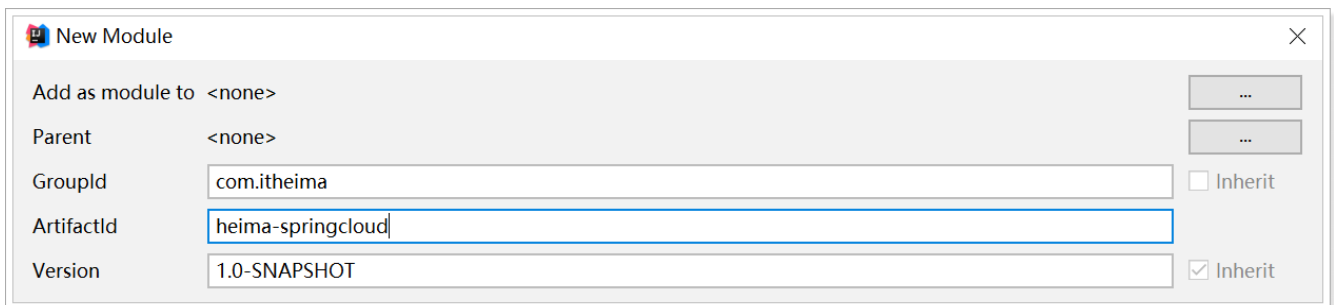 New Module
Add as module to <none> ...
Parent <none> ...
GroupId com.itheima Inherit
ArtifactId heima-springcloud
Version 1.0-SNAPSHOT Inherit